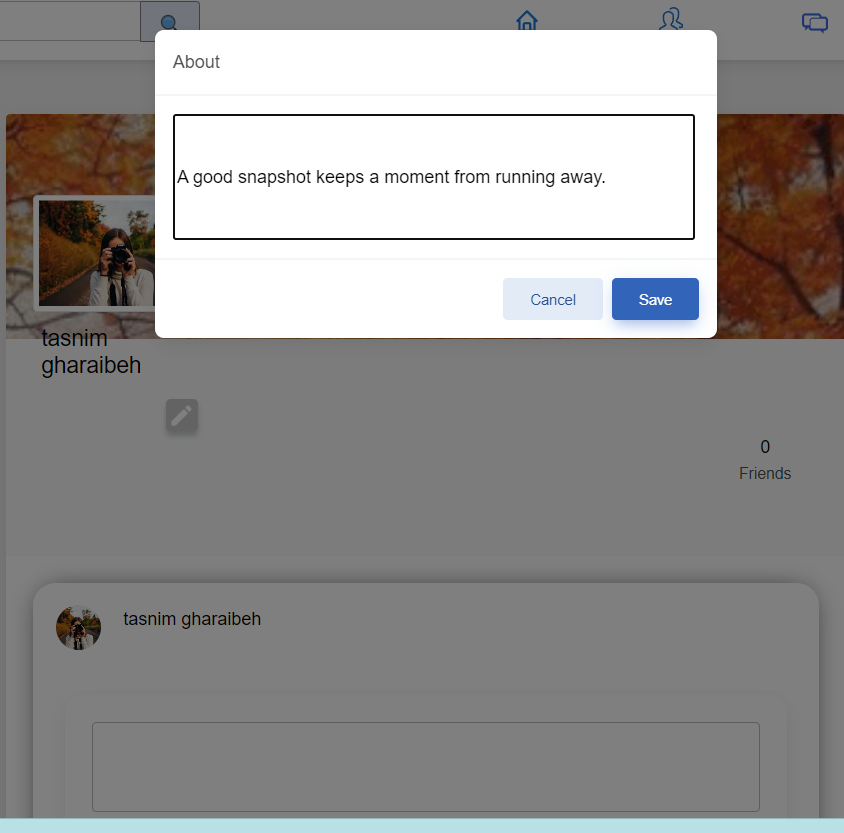 About
A good snapshot keeps a moment from running away.
Cancel
Save
tasnim
gharaibeh
0
Friends
tasnim gharaibeh